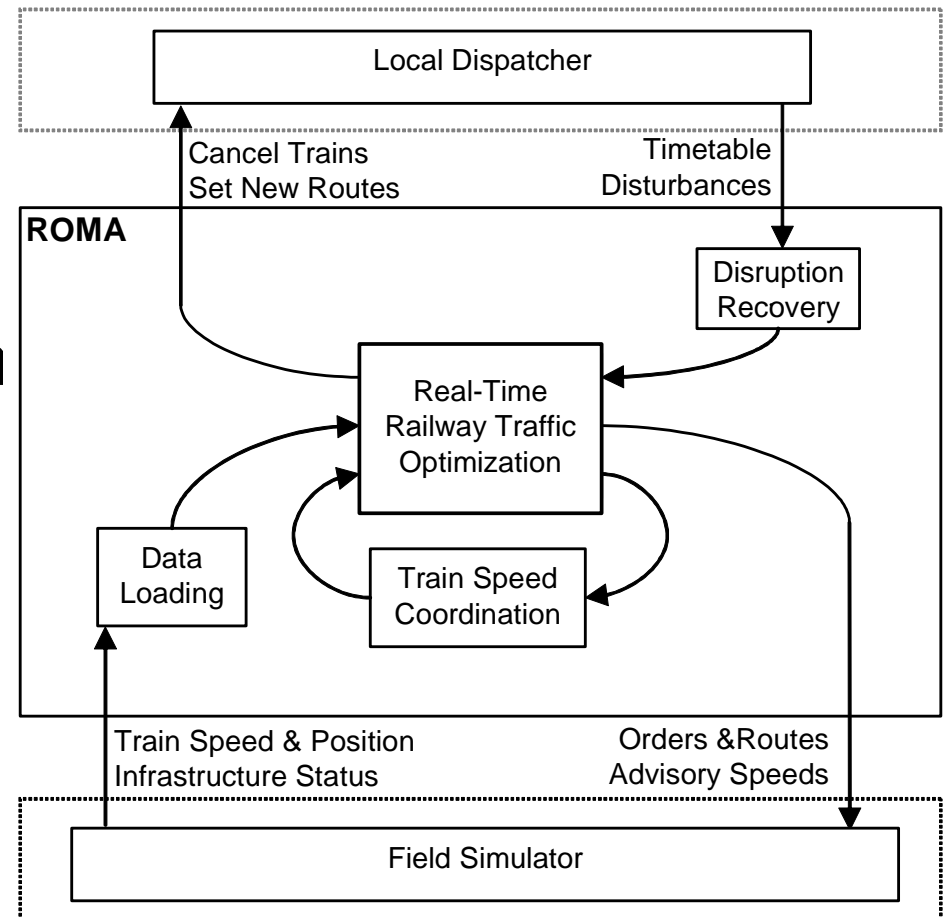 Local Dispatcher
Cancel Trains
Set New Routes
Timetable
Disturbances
ROMA
Disruption
Recovery
Real-Time
Railway Traffic
Optimization
Data
Loading
Train Speed
Coordination
Train Speed & Position
Infrastructure Status
Orders &Routes
Advisory Speeds
Field Simulator